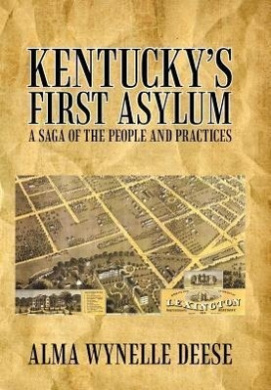 KENTUCKY'S
FIRST ASYLUM
A SAGA OF THE PEOPLE AND PRACTICES
LEXINGTON
ALMA WYNELLE DEESE